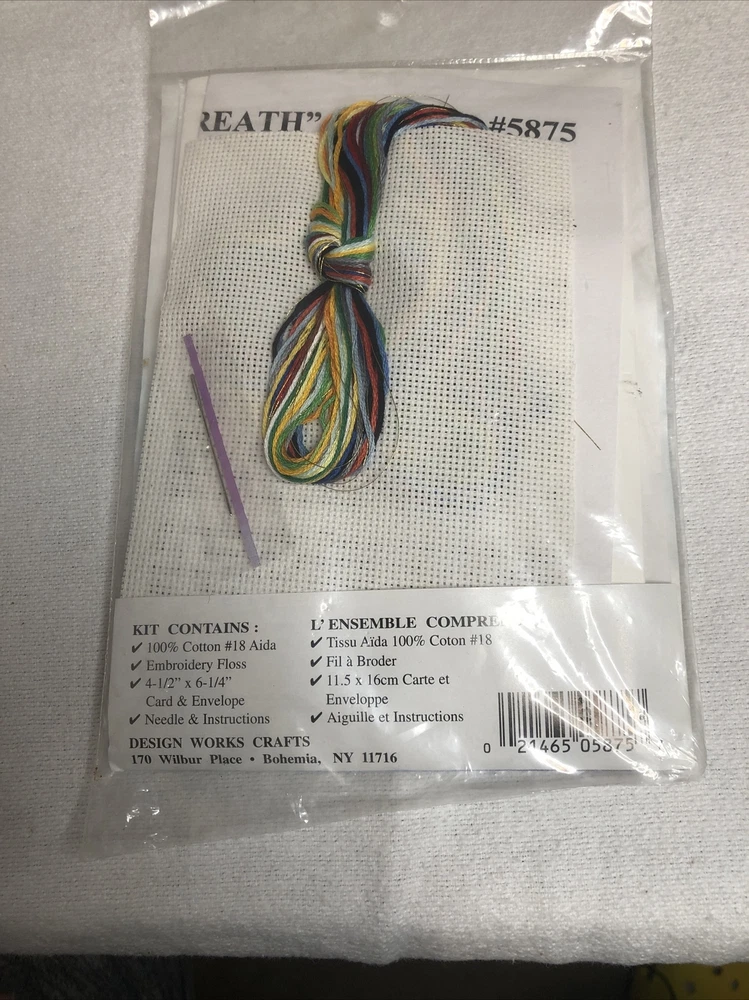 REATH" #5875
KIT CONTAINS :
✔ 100% Cotton #18 Aida
✔ Embroidery Floss
✔ 4-1/2" x 6-1/4"
Card & Envelope
✔ Needle & Instructions
L' ENSEMBLE COMPRE
✔ Tissu Aïda 100% Coton #18
✔ Fil à Broder
✔ 11.5 x 16cm Carte et
Enveloppe
✔ Aiguille et Instructions
DESIGN WORKS CRAFTS
170 Wilbur Place • Bohemia, NY 11716
0 21465 05875